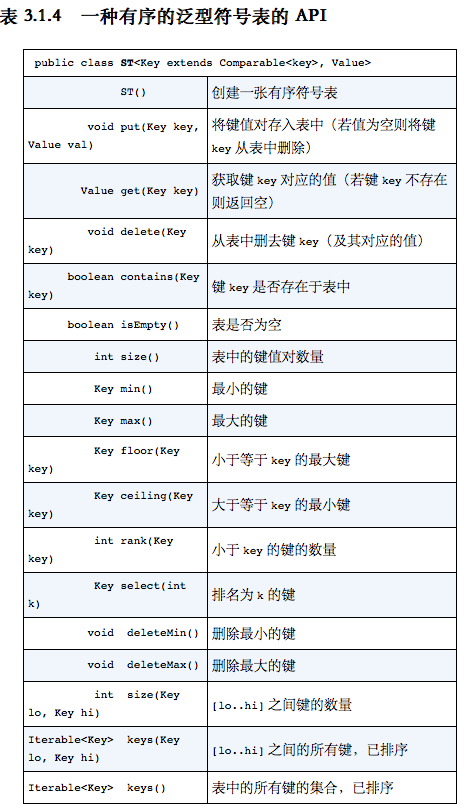 表 3.1.4 一种有序的泛型符号表的 API
public class ST<Key extends Comparable<key>, Value>
ST()
创建一张有序符号表
void put(Key key,
Value val)
将键值对存入表中（若值为空则将键
key 从表中删除）
Value get(Key key)
获取键 key 对应的值（若键 key 不存在
则返回空）
void delete(Key
key)
从表中删去键 key（及其对应的值）
boolean contains(Key
key)
键 key 是否存在于表中
boolean isEmpty()
表是否为空
int size()
表中的键值对数量
Key min()
最小的键
Key max()
最大的键
Key floor(Key
key)
小于等于 key 的最大键
Key ceiling(Key
key)
大于等于 key 的最小键
int rank(Key
key)
小于 key 的键的数量
Key select(int
k)
排名为 k 的键
void deleteMin()
删除最小的键
void deleteMax()
删除最大的键
int size(Key
lo, Key hi)
[lo..hi] 之间键的数量
Iterable<Key> keys(Key
lo, Key hi)
[lo..hi] 之间的所有键，已排序
Iterable<Key> keys()
表中的所有键的集合，已排序